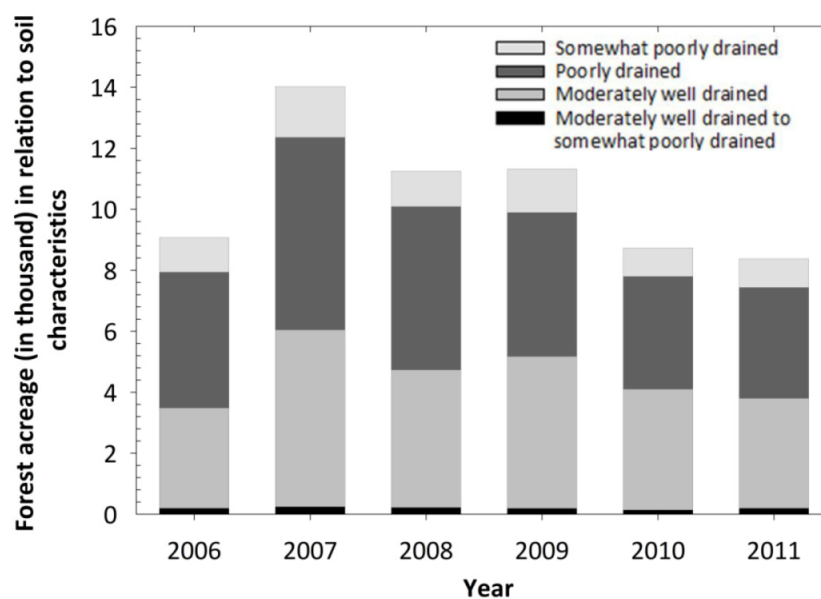 Forest acreage (in thousand) in relation to soil
characteristics
16
14
12
10
8
6
4
2
0
Somewhat poorly drained
Poorly drained
Moderately well drained
Moderately well drained to
somewhat poorly drained
2006 2007 2008 2009 2010 2011
Year